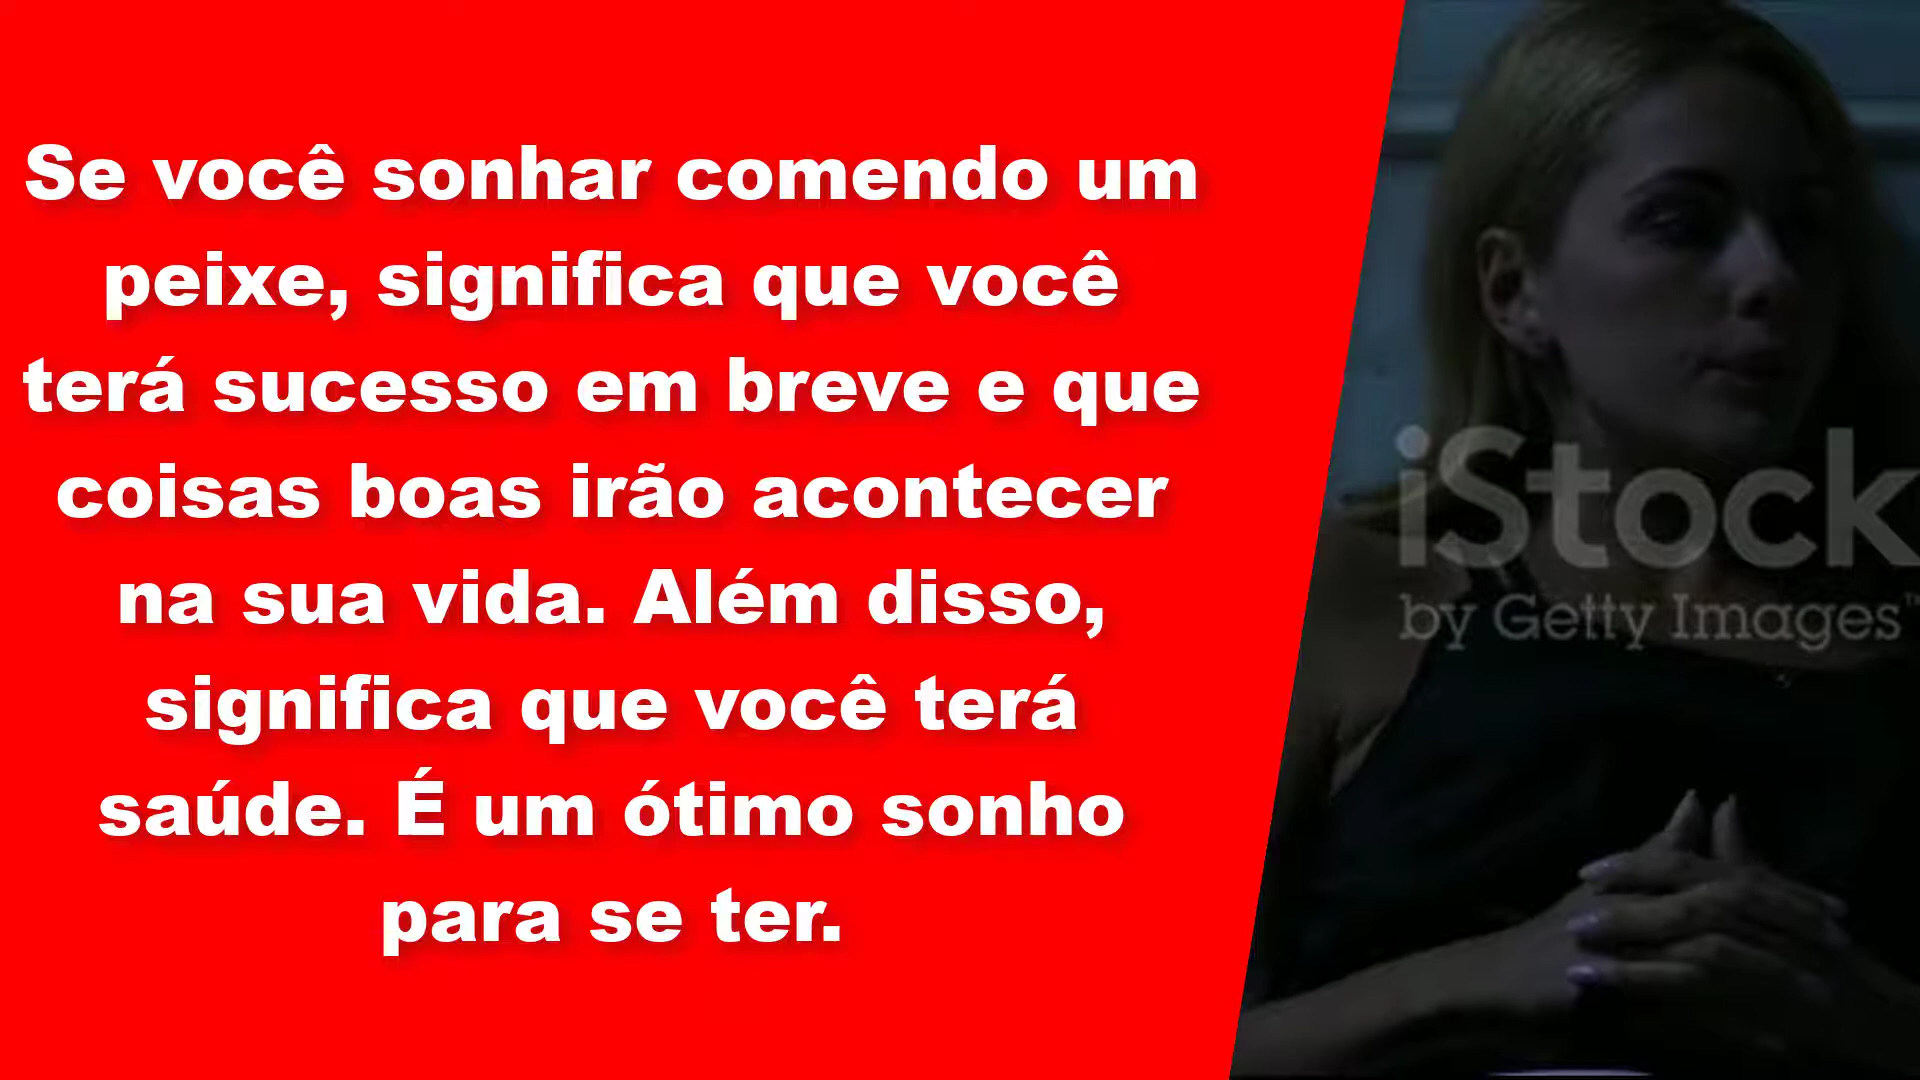 Se você sonhar comendo um
peixe, significa que você
terá sucesso em breve e que
coisas boas irão acontecer
na sua vida. Além disso,
significa que você terá
saúde. É um ótimo sonho
para se ter.
iStock
by Getty Images™